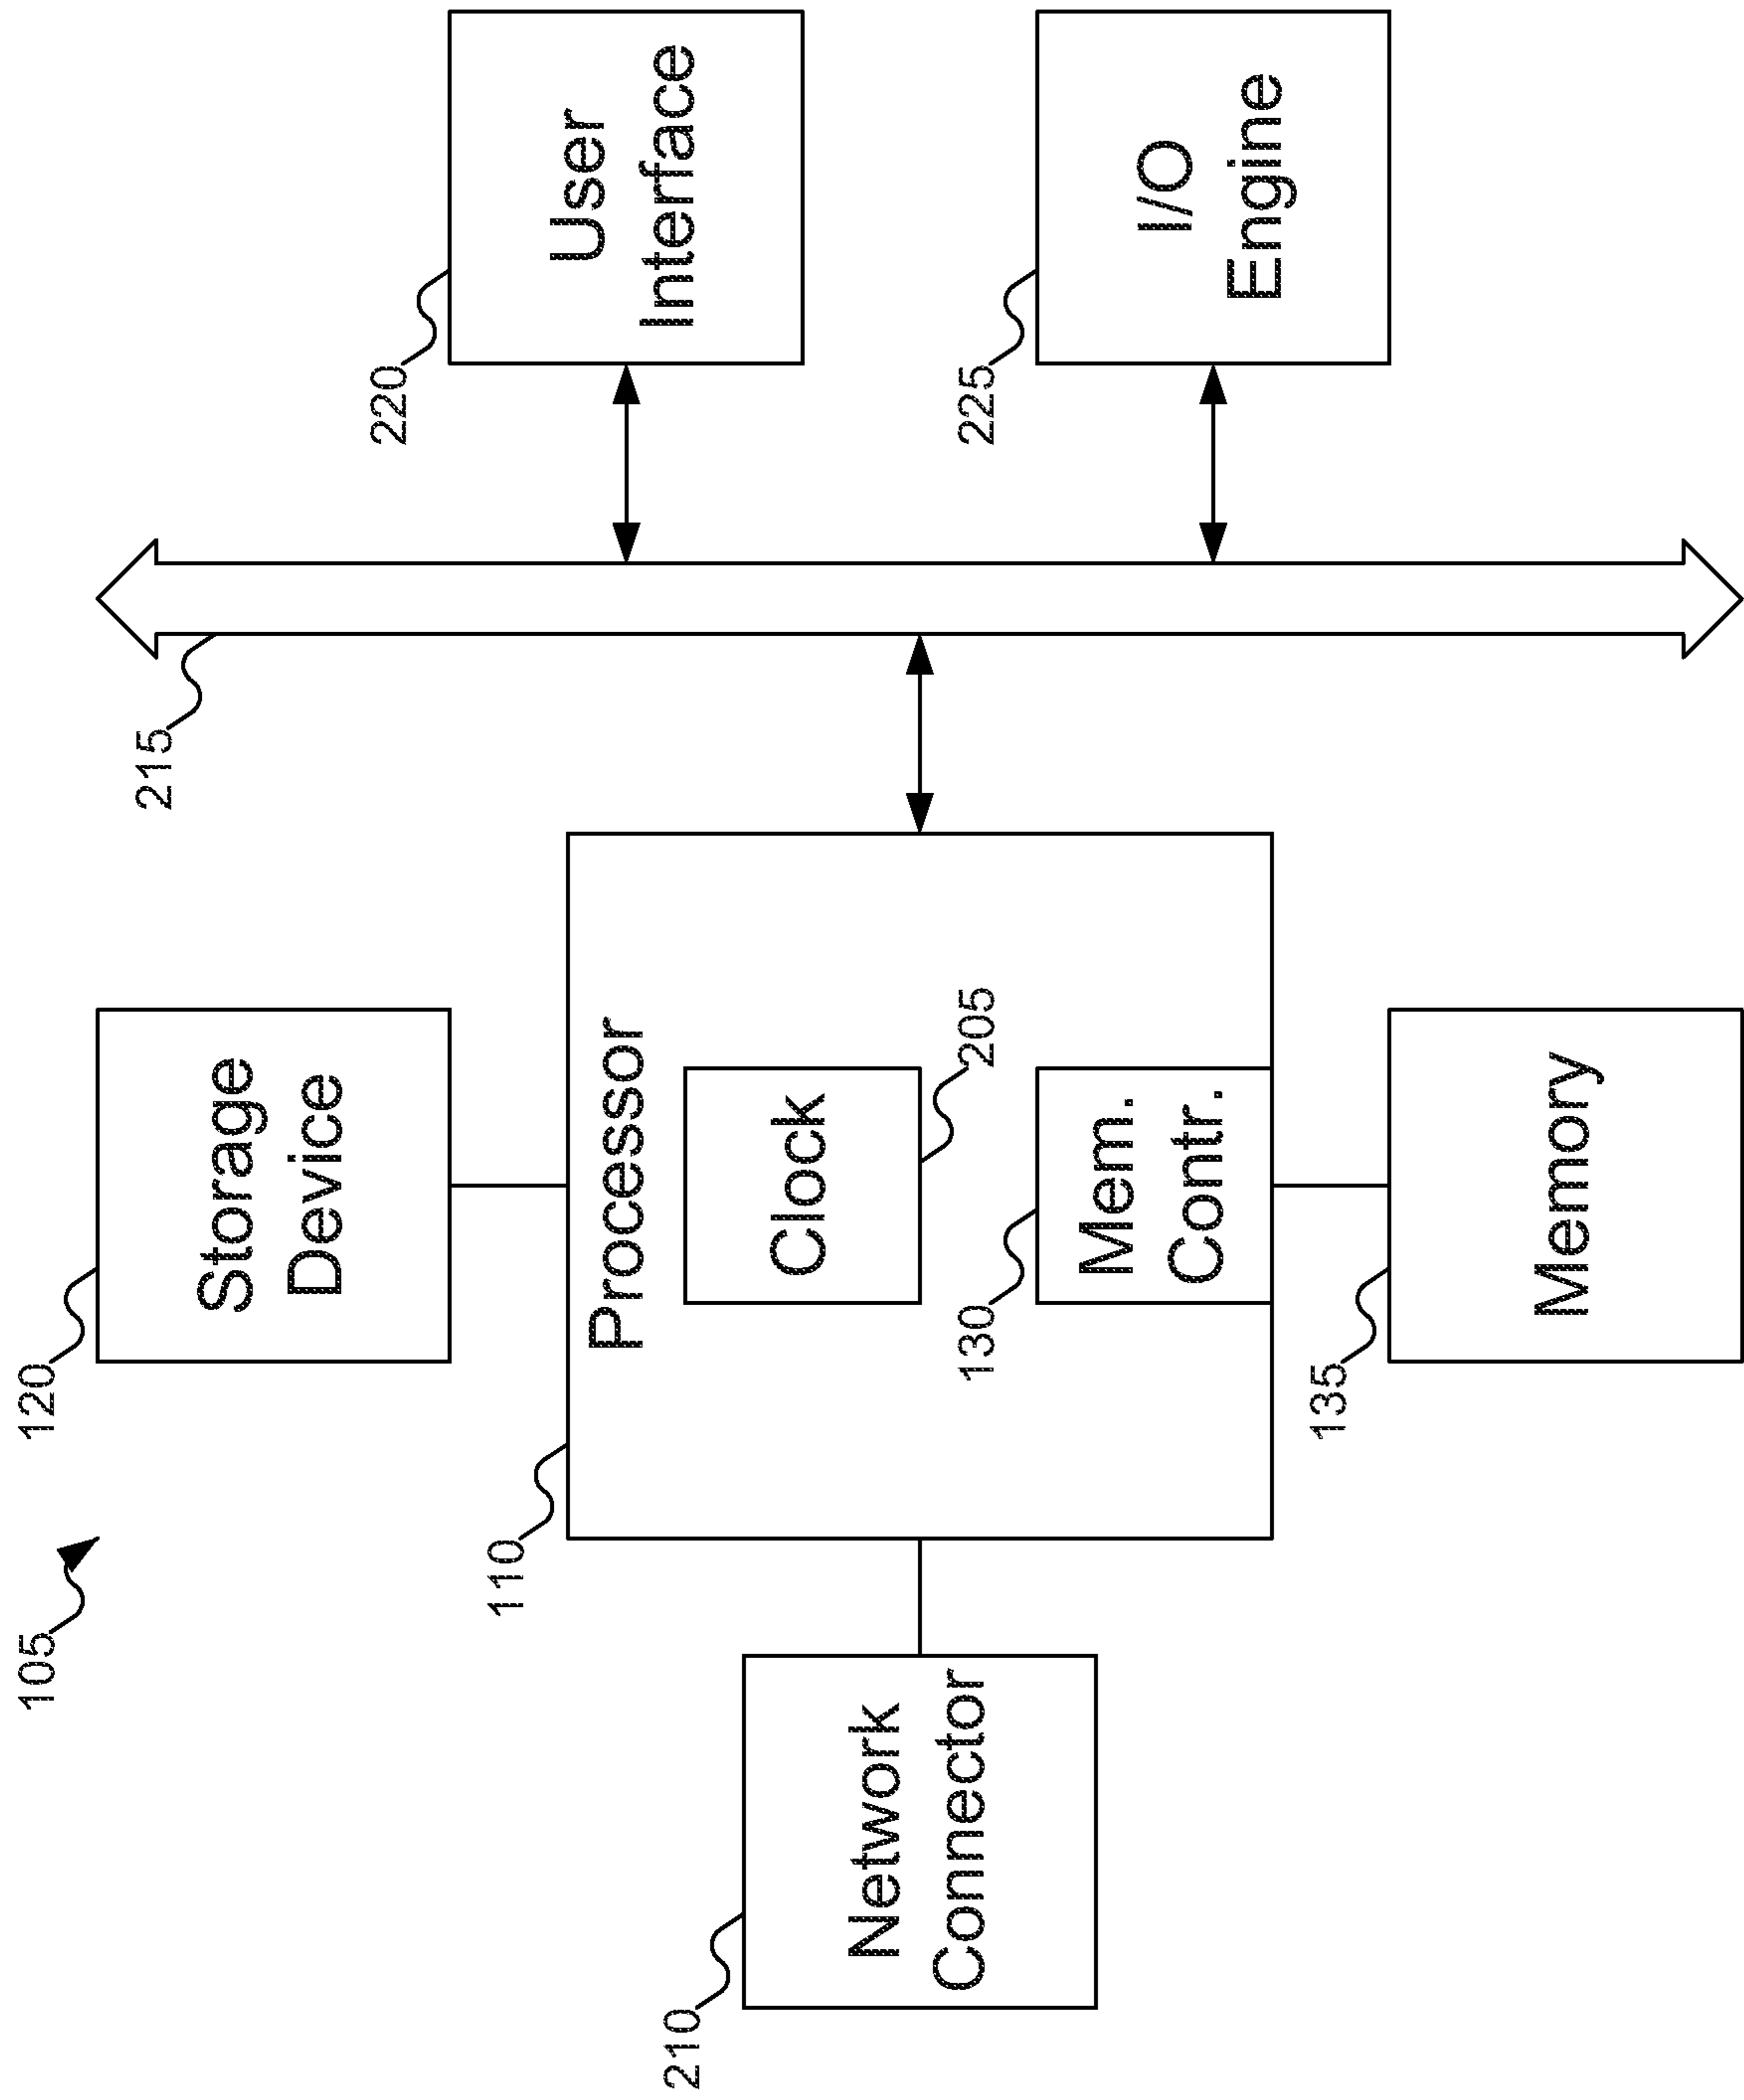 105
120
Storage
Device
215
220
User
Interface
110
Processor
210
Network
Connector
Clock
205
130
Mem.
Contr.
225
I/O
Engine
135
Memory